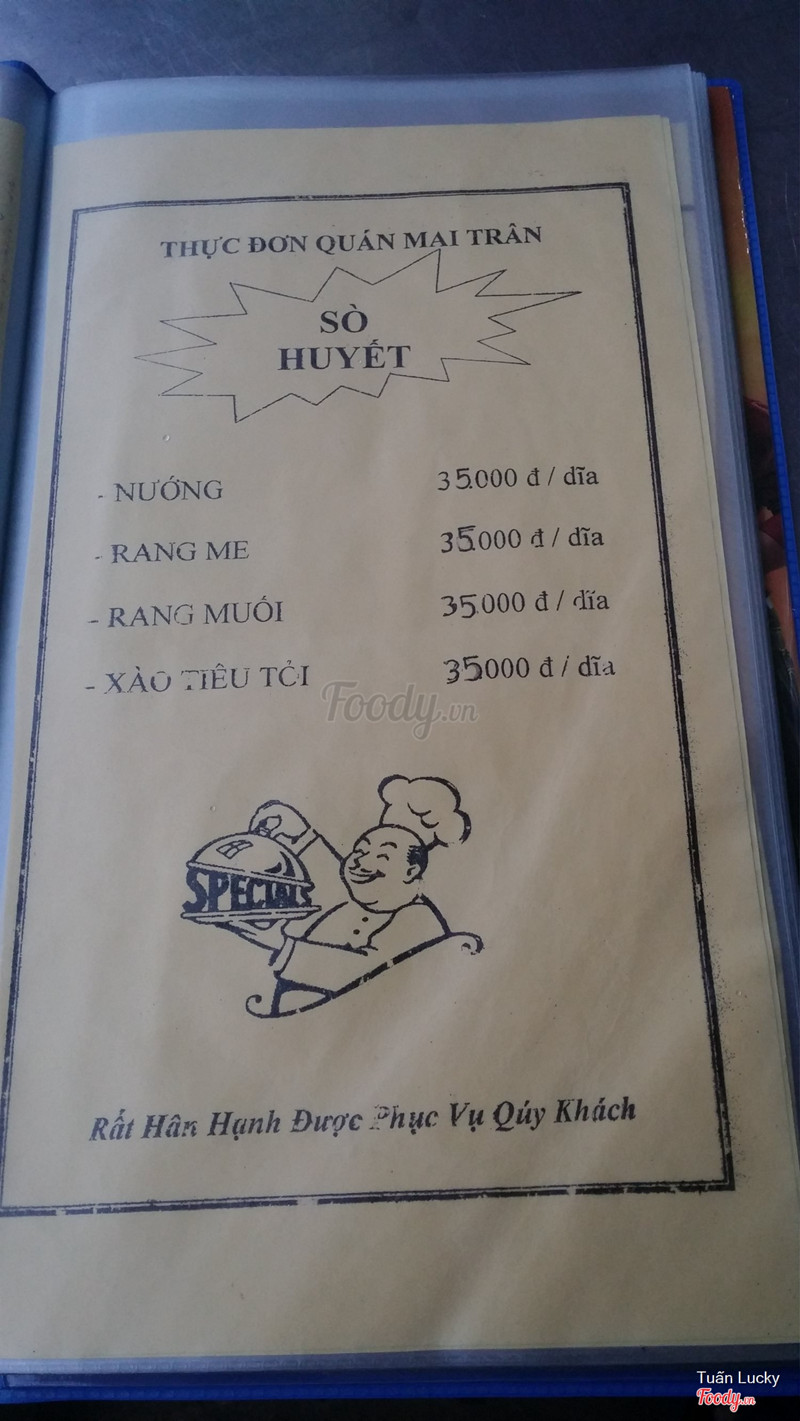 THỰC ĐƠN QUÁN MAI TRÂN
SÒ
HUYẾT
- NƯỚNG 35.000 đ / dĩa
- RANG ME 35.000 đ / dĩa
- RANG MUỐI 35.000 đ / dĩa
- XÀO TIÊU TỎI 35000 đ / dĩa
Foody.vn
SPECIALS
Rất Hân Hạnh Được Phục Vụ Qúy Khách
Tuấn Lucky
Foody.vn